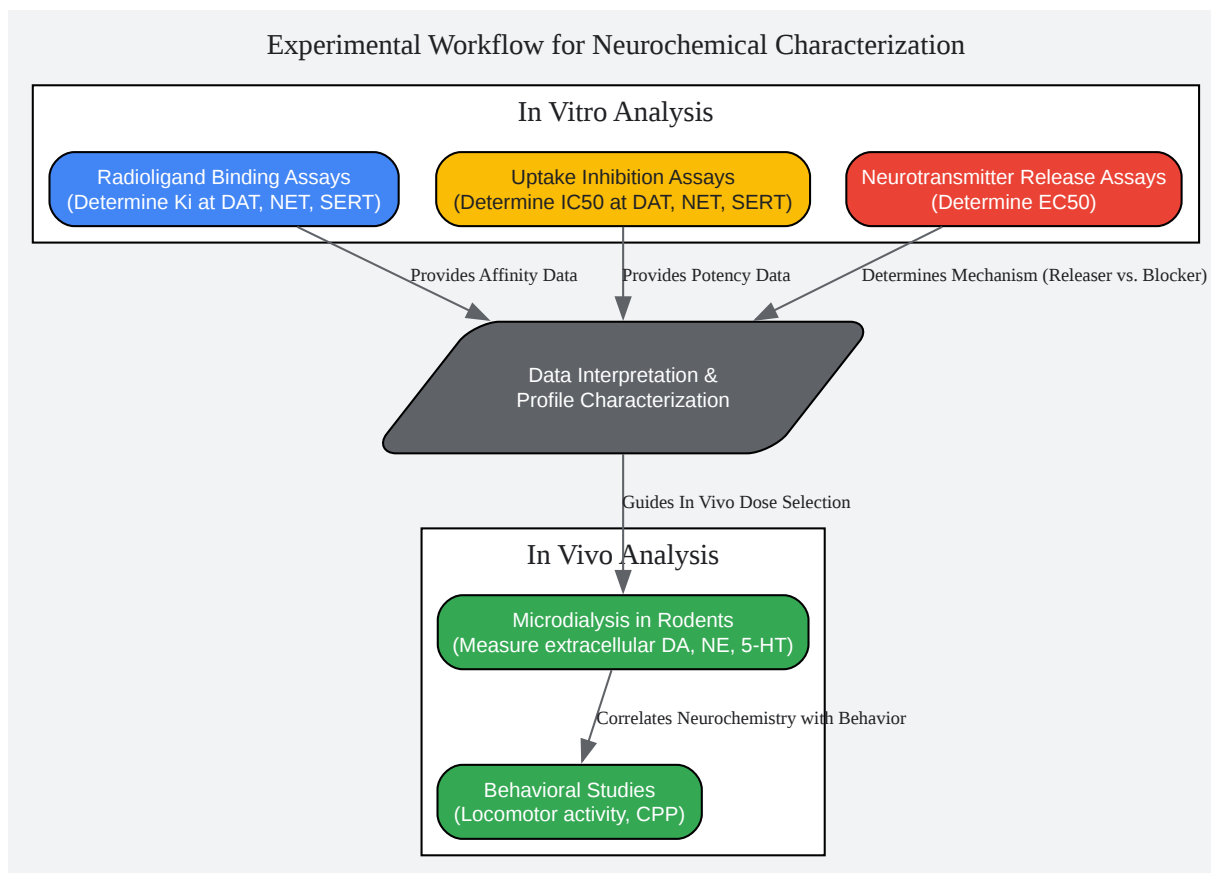 Experimental Workflow for Neurochemical Characterization
In Vitro Analysis
Radioligand Binding Assays
(Determine Ki at DAT, NET, SERT)
Uptake Inhibition Assays
(Determine IC50 at DAT, NET, SERT)
Neurotransmitter Release Assays
(Determine EC50)
Provides Affinity Data
Provides Potency Data
Determines Mechanism (Releaser vs. Blocker)
Data Interpretation &
Profile Characterization
Guides In Vivo Dose Selection
In Vivo Analysis
Microdialysis in Rodents
(Measure extracellular DA, NE, 5-HT)
Correlates Neurochemistry with Behavior
Behavioral Studies
(Locomotor activity, CPP)